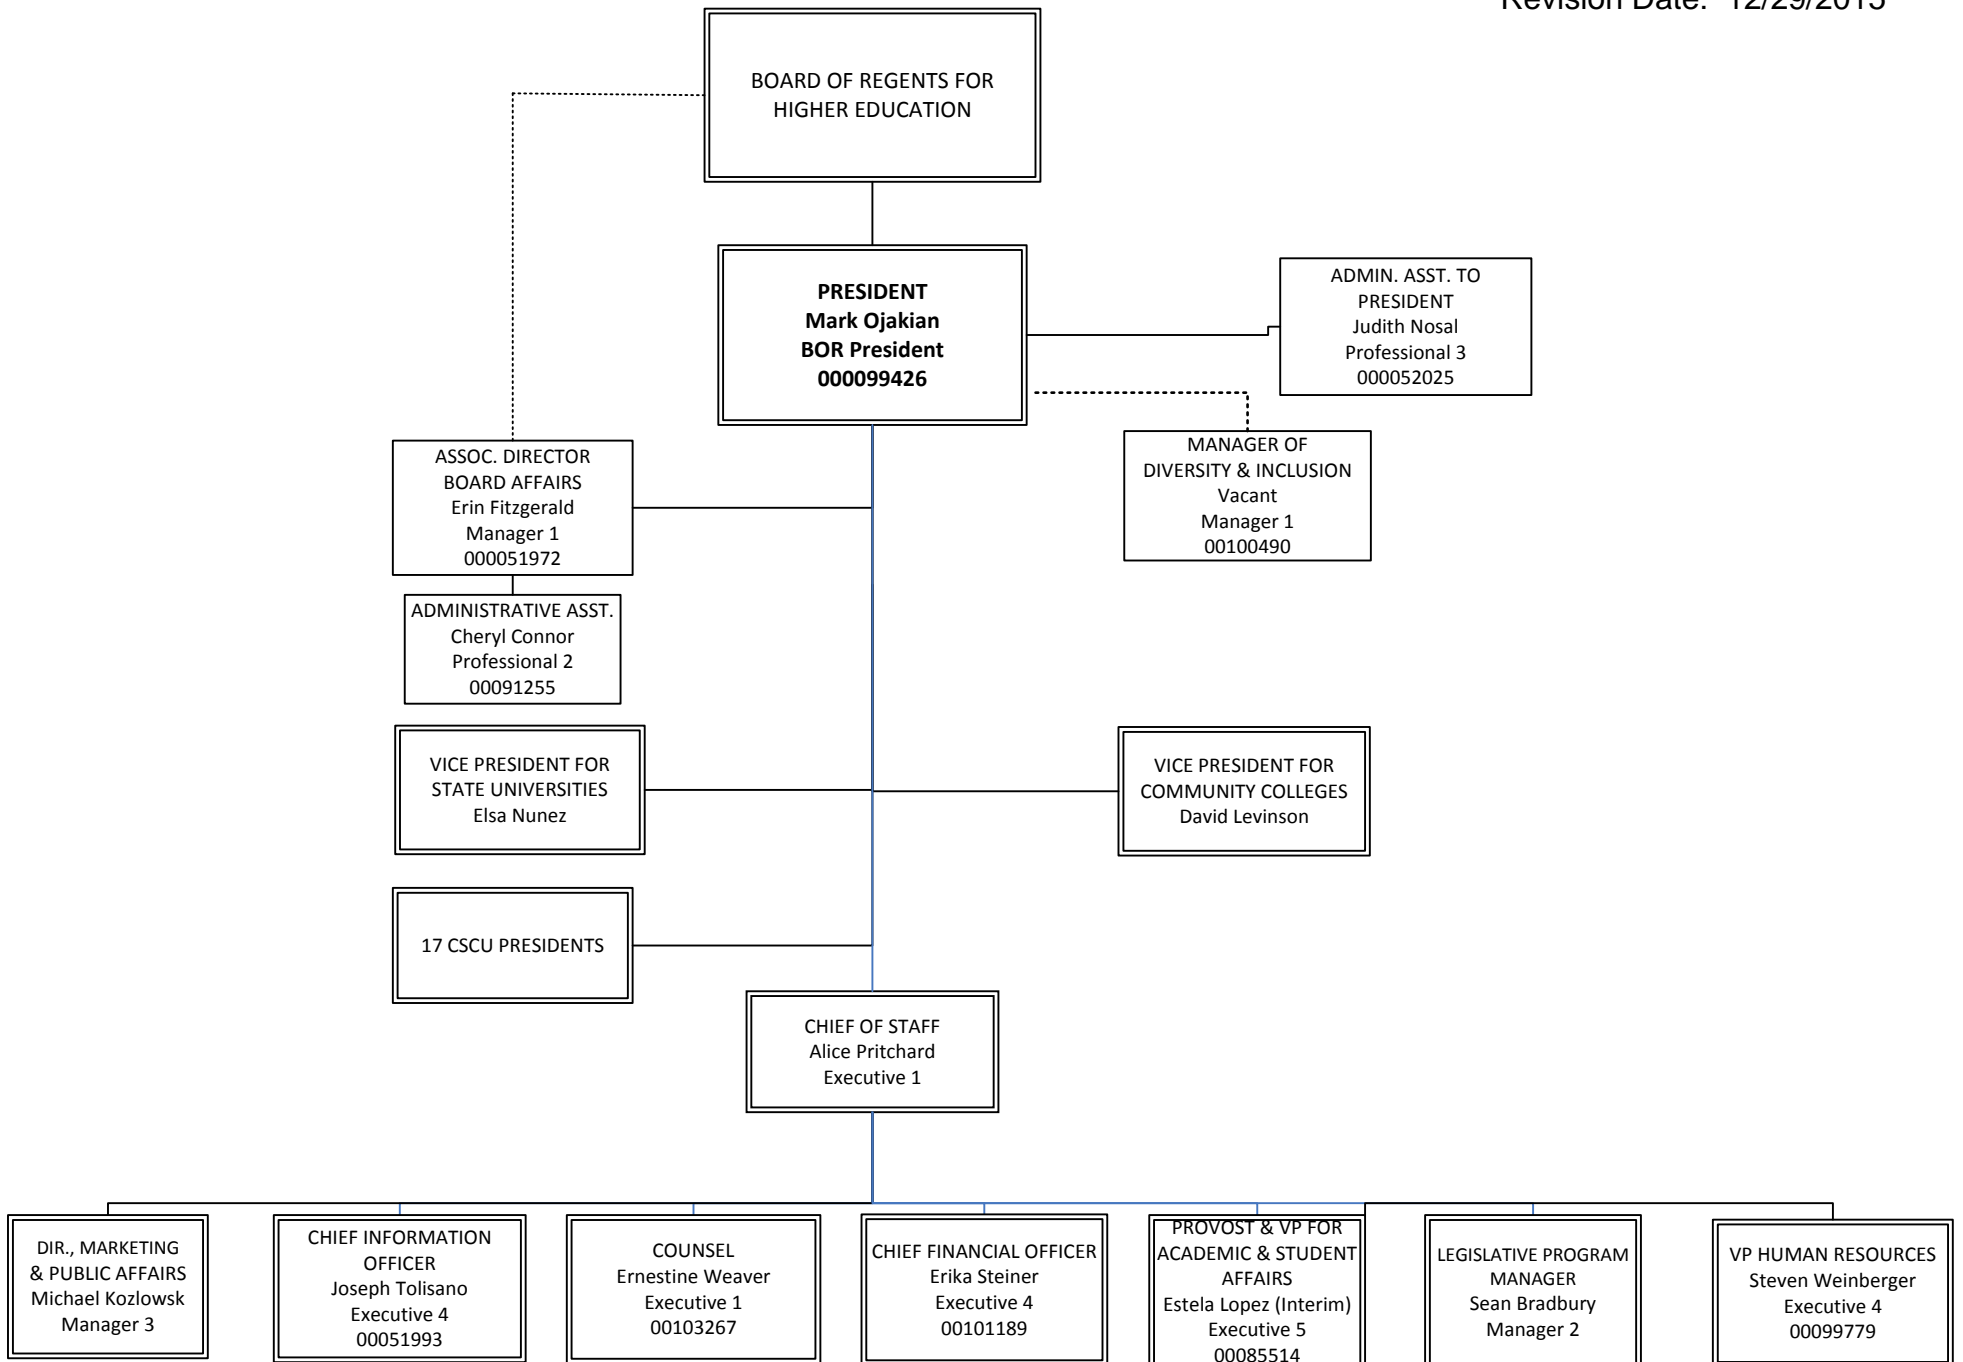 Revision Date: 12/29/2015
BOARD OF REGENTS FOR
HIGHER EDUCATION
PRESIDENT
Mark Ojakian
BOR President
000099426
ADMIN. ASST. TO
PRESIDENT
Judith Nosal
Professional 3
000052025
ASSOC. DIRECTOR
BOARD AFFAIRS
Erin Fitzgerald
Manager 1
000051972
MANAGER OF
DIVERSITY & INCLUSION
Vacant
Manager 1
00100490
ADMINISTRATIVE ASST.
Cheryl Connor
Professional 2
00091255
VICE PRESIDENT FOR
STATE UNIVERSITIES
Elsa Nunez
VICE PRESIDENT FOR
COMMUNITY COLLEGES
David Levinson
17 CSCU PRESIDENTS
CHIEF OF STAFF
Alice Pritchard
Executive 1
DIR., MARKETING
& PUBLIC AFFAIRS
Michael Kozlowsk
Manager 3
CHIEF INFORMATION
OFFICER
Joseph Tolisano
Executive 4
00051993
COUNSEL
Ernestine Weaver
Executive 1
00103267
CHIEF FINANCIAL OFFICER
Erika Steiner
Executive 4
00101189
PROVOST & VP FOR
ACADEMIC & STUDENT
AFFAIRS
Estela Lopez (Interim)
Executive 5
00085514
LEGISLATIVE PROGRAM
MANAGER
Sean Bradbury
Manager 2
VP HUMAN RESOURCES
Steven Weinberger
Executive 4
00099779